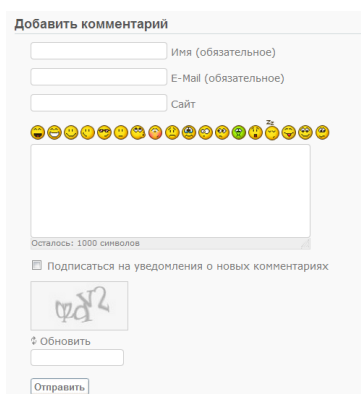 Добавить комментарий
Имя (обязательное)
E-Mail (обязательное)
Сайт
Осталось: 1000 символов
Подписаться на уведомления о новых комментариях
Обновить
Отправить